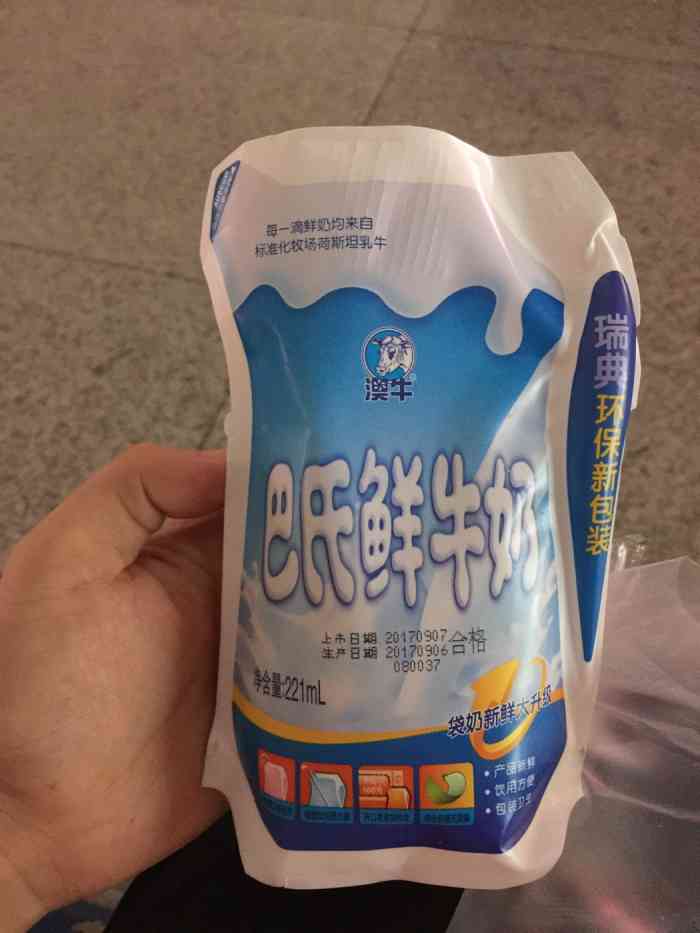 每一滴鲜奶均来自
标准化牧场荷斯坦乳牛
澳牛
瑞典环保新包装
巴氏鲜牛奶
上市日期 20170907 合格
生产日期 20170906
080037
净含量:221mL
袋奶新鲜大升级
·产品新鲜
·饮用方便
·包装卫生